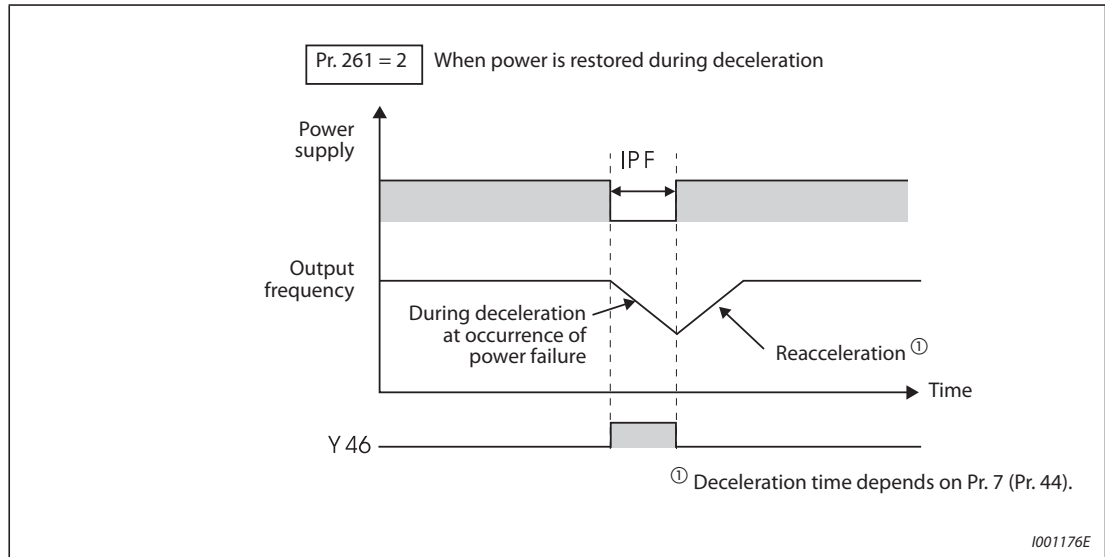 Pr. 261 = 2 When power is restored during deceleration
Power
supply
IPF
Output
frequency
During deceleration
at occurrence of
power failure
Reacceleration ①
Time
Y 46
① Deceleration time depends on Pr. 7 (Pr. 44).
I001176E